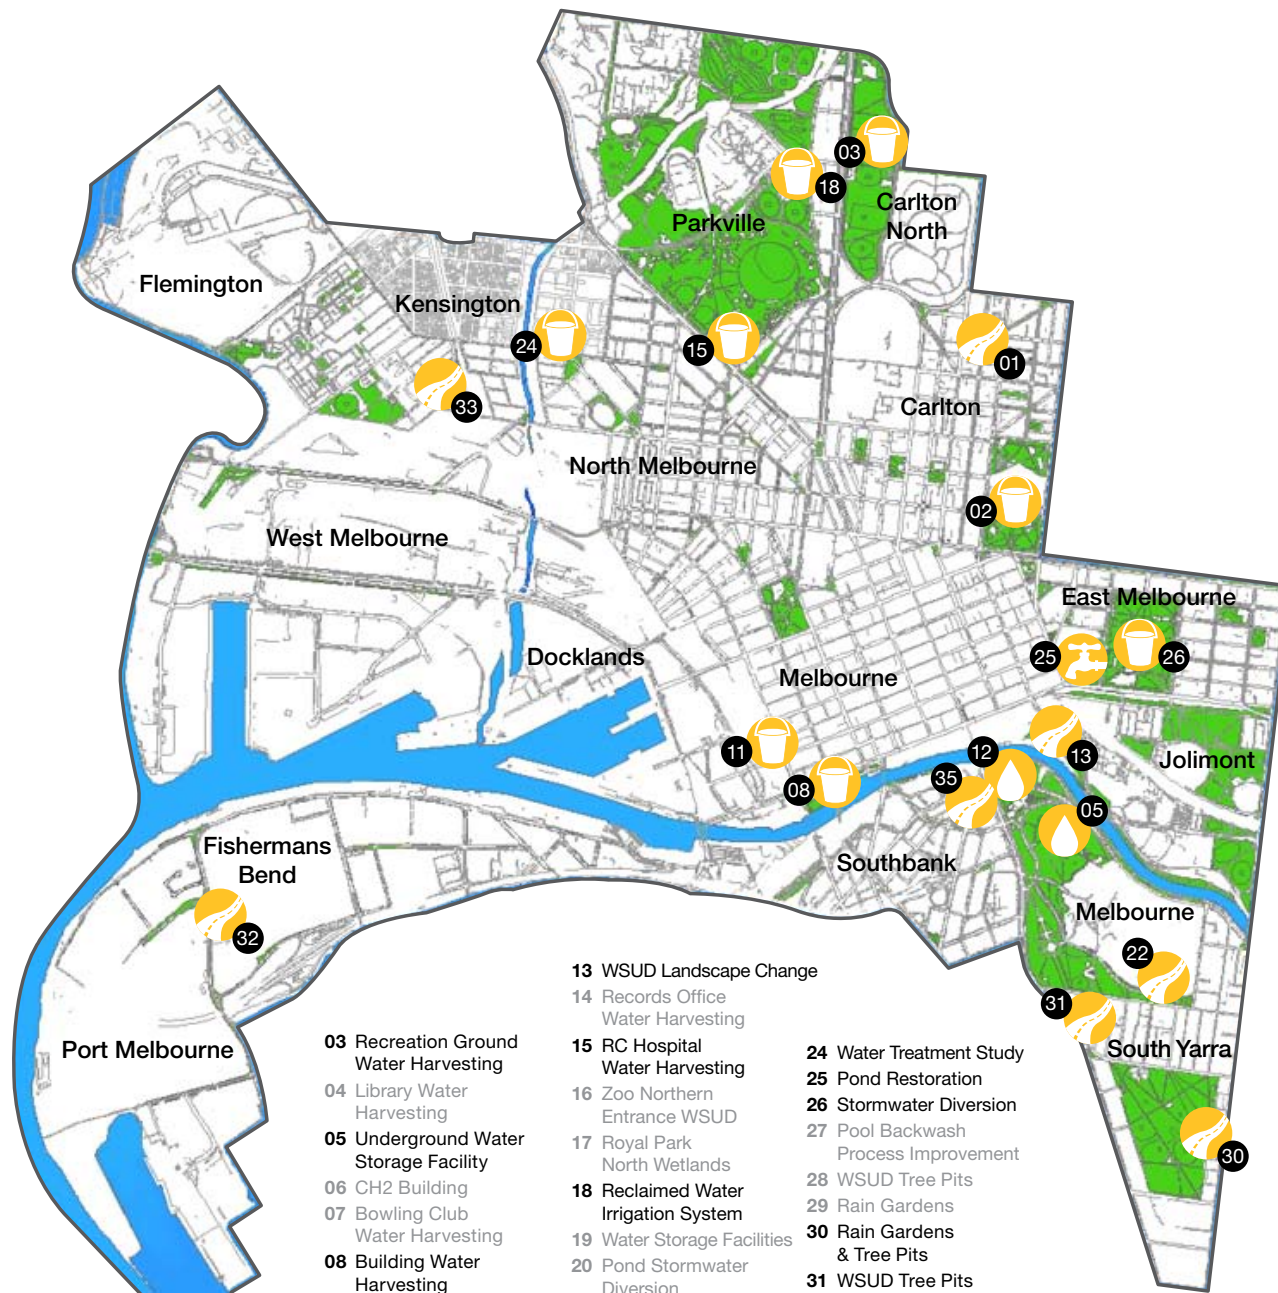 03
18
Carlton
North
Parkville
Flemington
Kensington
24
15
01
33
Carlton
North Melbourne
02
West Melbourne
East Melbourne
Docklands
25
26
Melbourne
11
12
13
Jolimont
08
35
05
Fishermans
Bend
Southbank
Melbourne
32
22
31
Port Melbourne
South Yarra
30
03 Recreation Ground
Water Harvesting
04 Library Water
Harvesting
05 Underground Water
Storage Facility
06 CH2 Building
07 Bowling Club
Water Harvesting
08 Building Water
Harvesting
13 WSUD Landscape Change
14 Records Office
Water Harvesting
15 RC Hospital
Water Harvesting
16 Zoo Northern
Entrance WSUD
17 Royal Park
North Wetlands
18 Reclaimed Water
Irrigation System
19 Water Storage Facilities
20 Pond Stormwater
Diversion
24 Water Treatment Study
25 Pond Restoration
26 Stormwater Diversion
27 Pool Backwash
Process Improvement
28 WSUD Tree Pits
29 Rain Gardens
30 Rain Gardens
& Tree Pits
31 WSUD Tree Pits